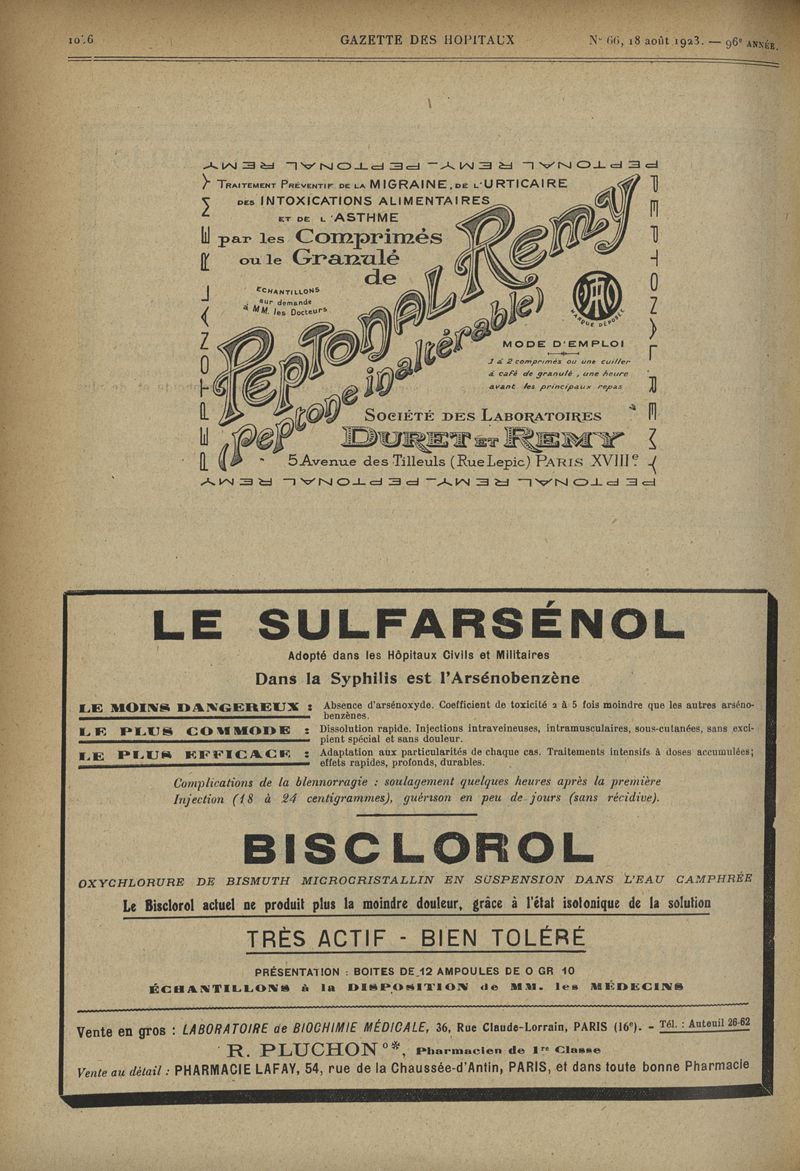 GAZETTE DES HOPITAUX
N° 66, 18 août 1923. — 96e ANNÉE.
PEPTONAL REMY PEPTONAL REMY
TRAITEMENT PRÉVENTIF DE LA MIGRAINE, DE L'URTICAIRE
DES INTOXICATIONS ALIMENTAIRES
ET DE L'ASTHME
par les Comprimés
ou le Granulé
de
ECHANTILLONS
sur demande
à MM. les Docteurs
PEPTONAL REMY
(peptone inaltérable)
MARQUE DÉPOSÉE
MODE D'EMPLOI
1 à 2 comprimés ou une cuiller
à café de granulé, une heure
avant les principaux repas
SOCIÉTÉ DES LABORATOIRES
DURET ET REMY
5 Avenue des Tilleuls (Rue Lepic) PARIS XVIIIe.
PEPTONAL REMY PEPTONAL REMY
PEPTONAL REMY
PEPTONAL REMY
LE SULFARSÉNOL
Adopté dans les Hôpitaux Civils et Militaires
Dans la Syphilis est l'Arsénobenzène
LE MOINS DANGEREUX : Absence d'arsénoxyde. Coefficient de toxicité 2 à 5 fois moindre que les autres arséno-
benzènes.
LE PLUS COMMODE : Dissolution rapide. Injections intraveineuses, intramusculaires, sous-cutanées, sans exci-
pient spécial et sans douleur.
LE PLUS EFFICACE : Adaptation aux particularités de chaque cas. Traitements intensifs à doses accumulées;
effets rapides, profonds, durables.
Complications de la blennorragie : soulagement quelques heures après la première
Injection (18 à 24 centigrammes), guérison en peu de jours (sans récidive).
BISCLOROL
OXYCHLORURE DE BISMUTH MICROCRISTALLIN EN SUSPENSION DANS L'EAU CAMPHRÉE
Le Bisclorol actuel ne produit plus la moindre douleur, grâce à l'état isotonique de la solution
TRÈS ACTIF - BIEN TOLÉRÉ
PRÉSENTATION : BOITES DE 12 AMPOULES DE 0 GR 10
ÉCHANTILLONS à la DISPOSITION de MM. les MÉDECINS
Vente en gros : LABORATOIRE de BIOCHIMIE MÉDICALE, 36, Rue Claude-Lorrain, PARIS (16e). - Tél. : Auteuil 26-62
R. PLUCHON O*, Pharmacien de 1re Classe
Vente au détail : PHARMACIE LAFAY, 54, rue de la Chaussée-d'Antin, PARIS, et dans toute bonne Pharmacie